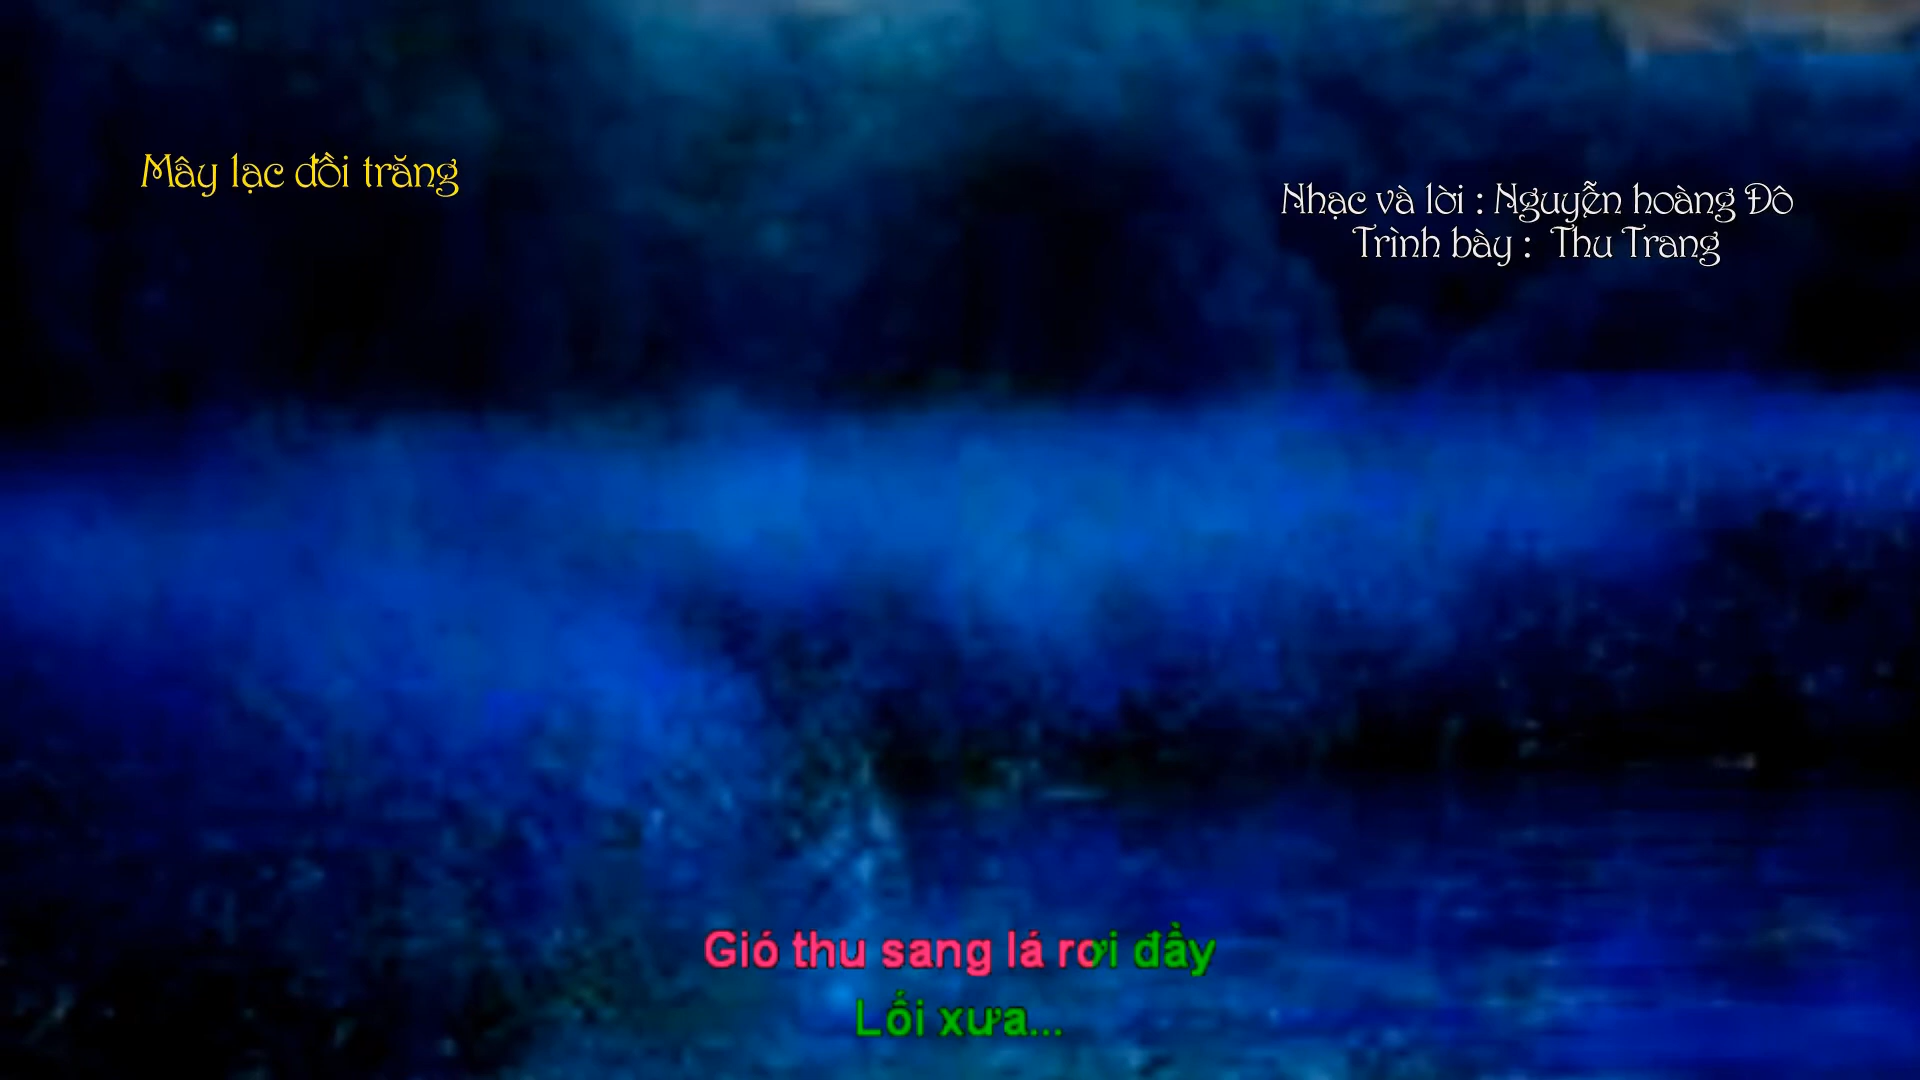 Mây lạc đồi trăng
Nhạc và lời : Nguyễn hoàng Đô
Trình bày : Thu Trang
Gió thu sang lá rơi đầy
Lối xưa...